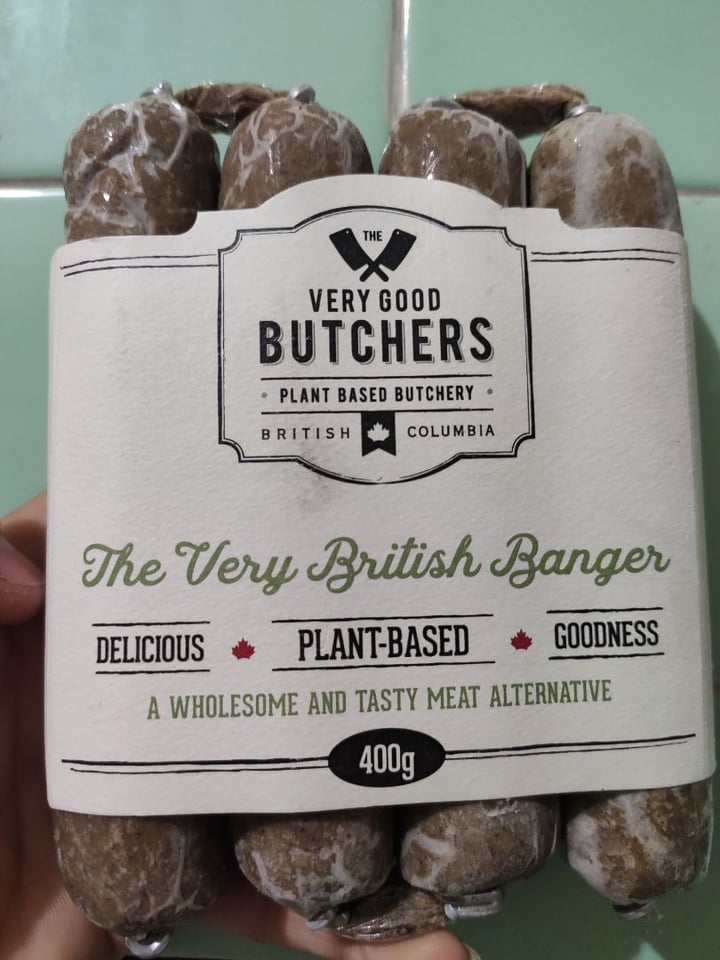 THE
VERY GOOD
BUTCHERS
• PLANT BASED BUTCHERY •
BRITISH COLUMBIA
The Very British Banger
DELICIOUS PLANT-BASED GOODNESS
A WHOLESOME AND TASTY MEAT ALTERNATIVE
400g